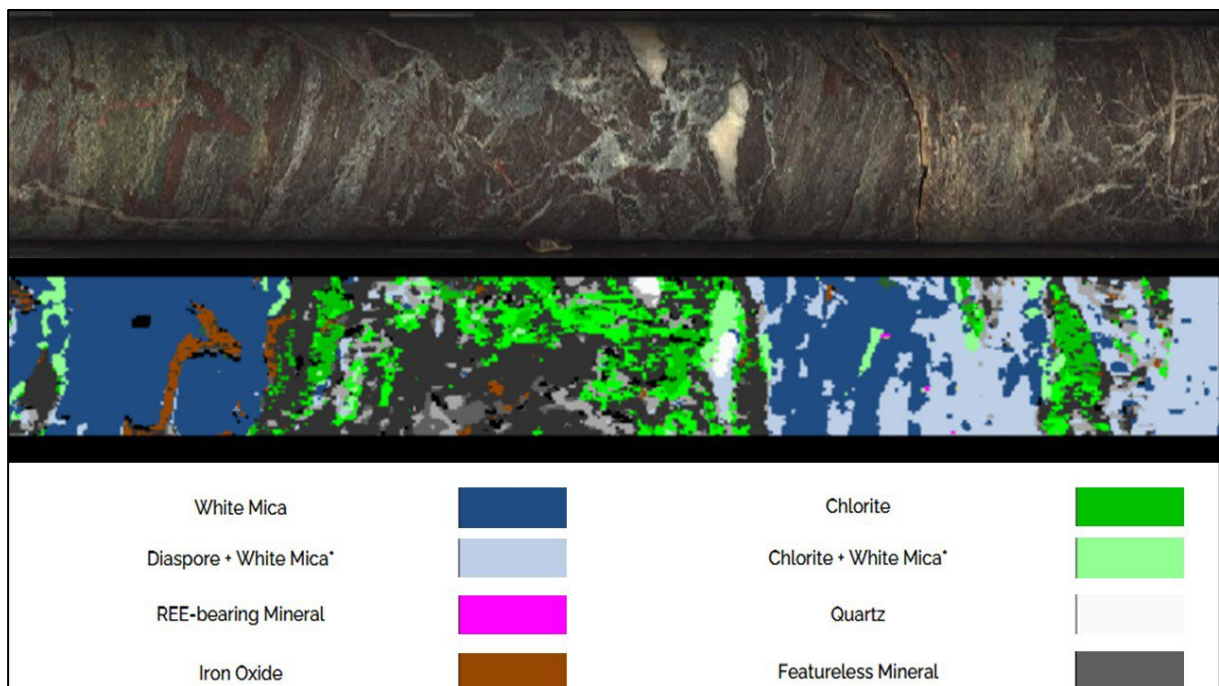 White Mica
Chlorite
Diaspore + White Mica*
Chlorite + White Mica*
REE-bearing Mineral
Quartz
Iron Oxide
Featureless Mineral